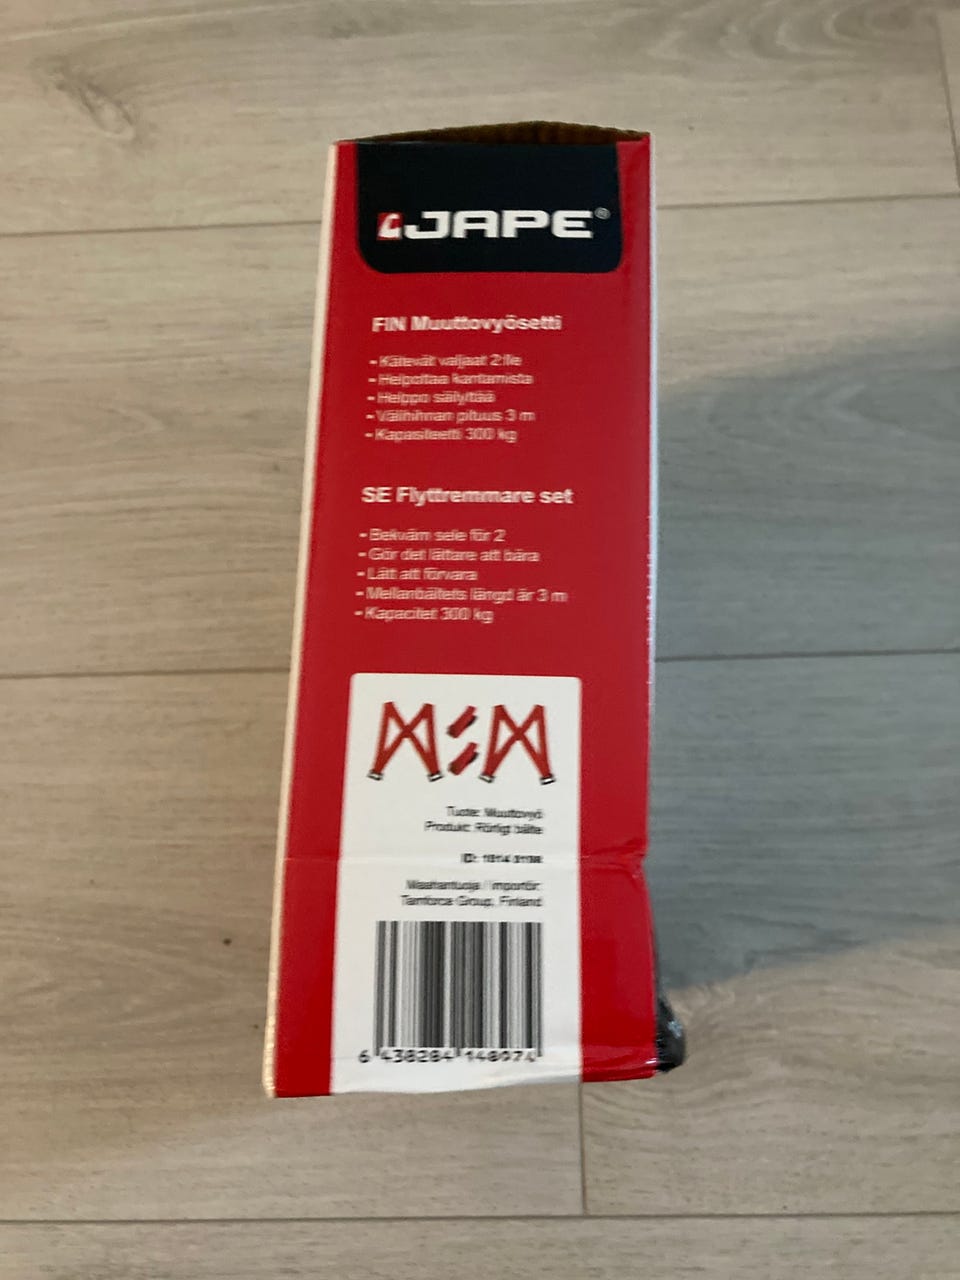 JAPE®
FIN Muuttovyösetti
- Kätevät valjaat 2:lle
- Helpottaa kantamista
- Helppo säilyttää
- Välihihnan pituus 3 m
- Kapasiteetti 300 kg
SE Flyttremmare set
- Bekväm sele för 2
- Gör det lättare att bära
- Lätt att förvara
- Mellanbältets längd är 3 m
- Kapacitet 300 kg
Tuote: Muuttovyö
Produkt: Rörligt bälte
ID:
Maahantuoja / Importör:
Tamforce Group, Finland
6 438284 148074